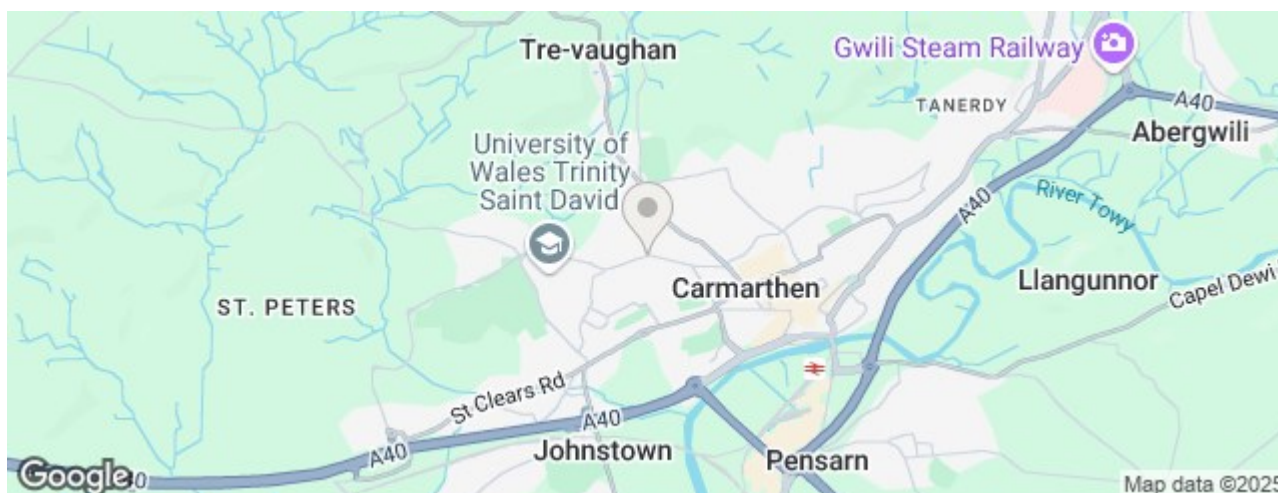 Tre-vaughan
Gwili Steam Railway
TANERDY
A40
Abergwili
University of
Wales Trinity
Saint David
River Towy
A40
Llangunnor
Carmarthen
Capel Dewi
ST. PETERS
St Clears Rd
A40
A40
Johnstown
Pensarn
Google
Map data ©2025